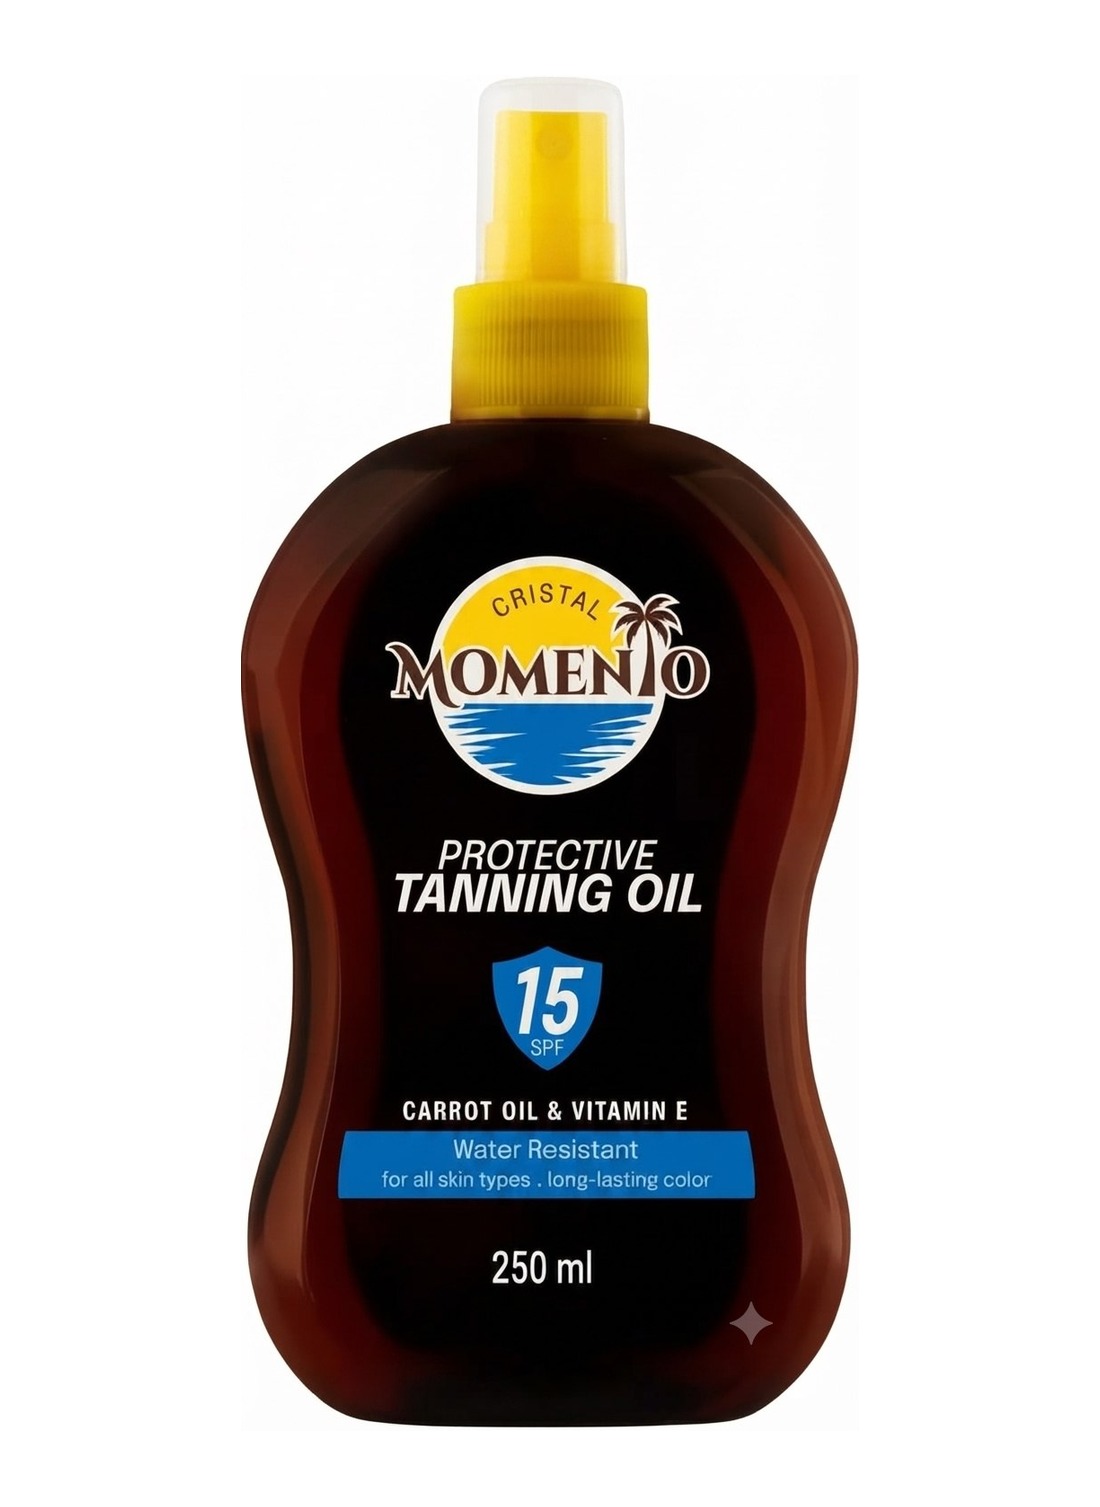 CRISTAL
MOMENTO
PROTECTIVE
TANNING OIL
15
SPF
CARROT OIL & VITAMIN E
Water Resistant
for all skin types . long-lasting color
250 ml